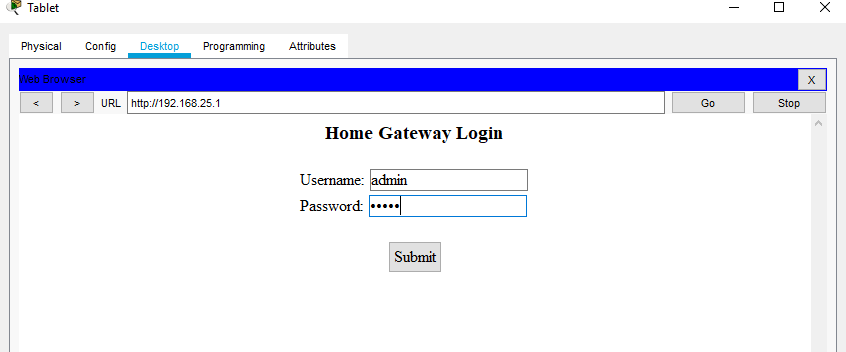 Tablet
Physical Config Desktop Programming Attributes
Web Browser X
< > URL http://192.168.25.1 Go Stop
Home Gateway Login
Username: admin
Password: •••••
Submit